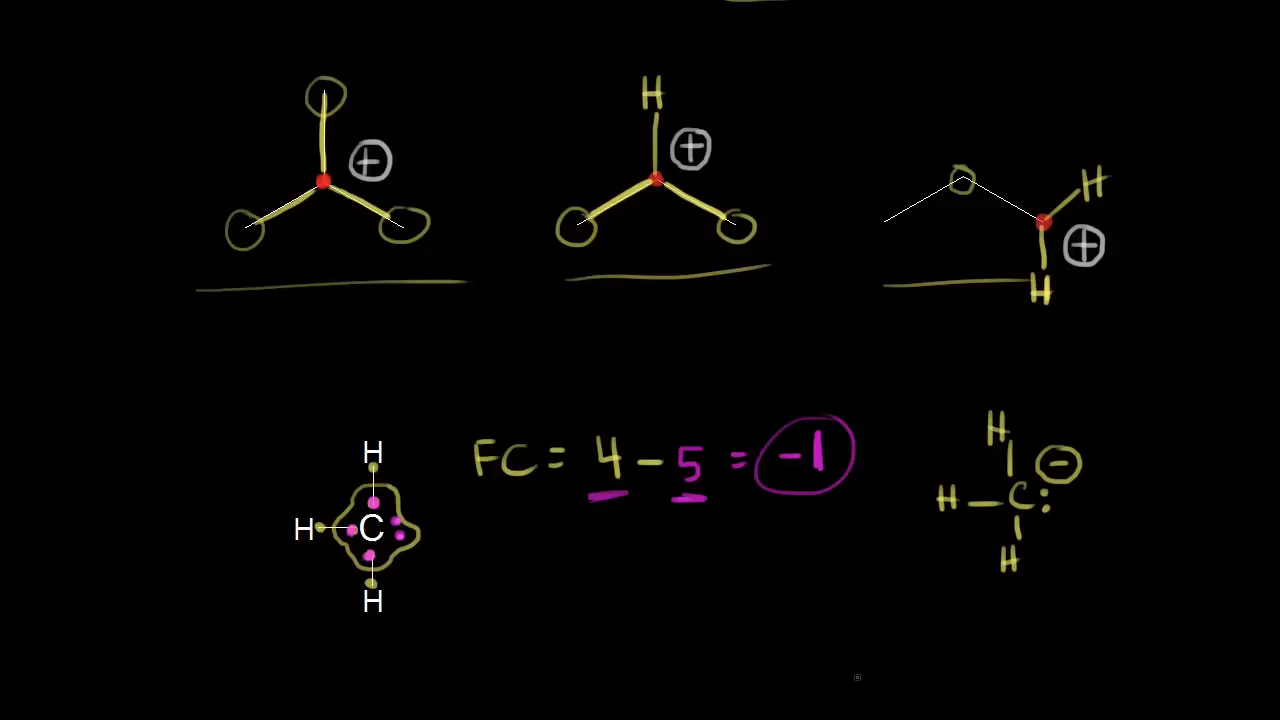 H
+ + H
+
H
H
FC = 4 - 5 = -1
H -
H C H C :
H H